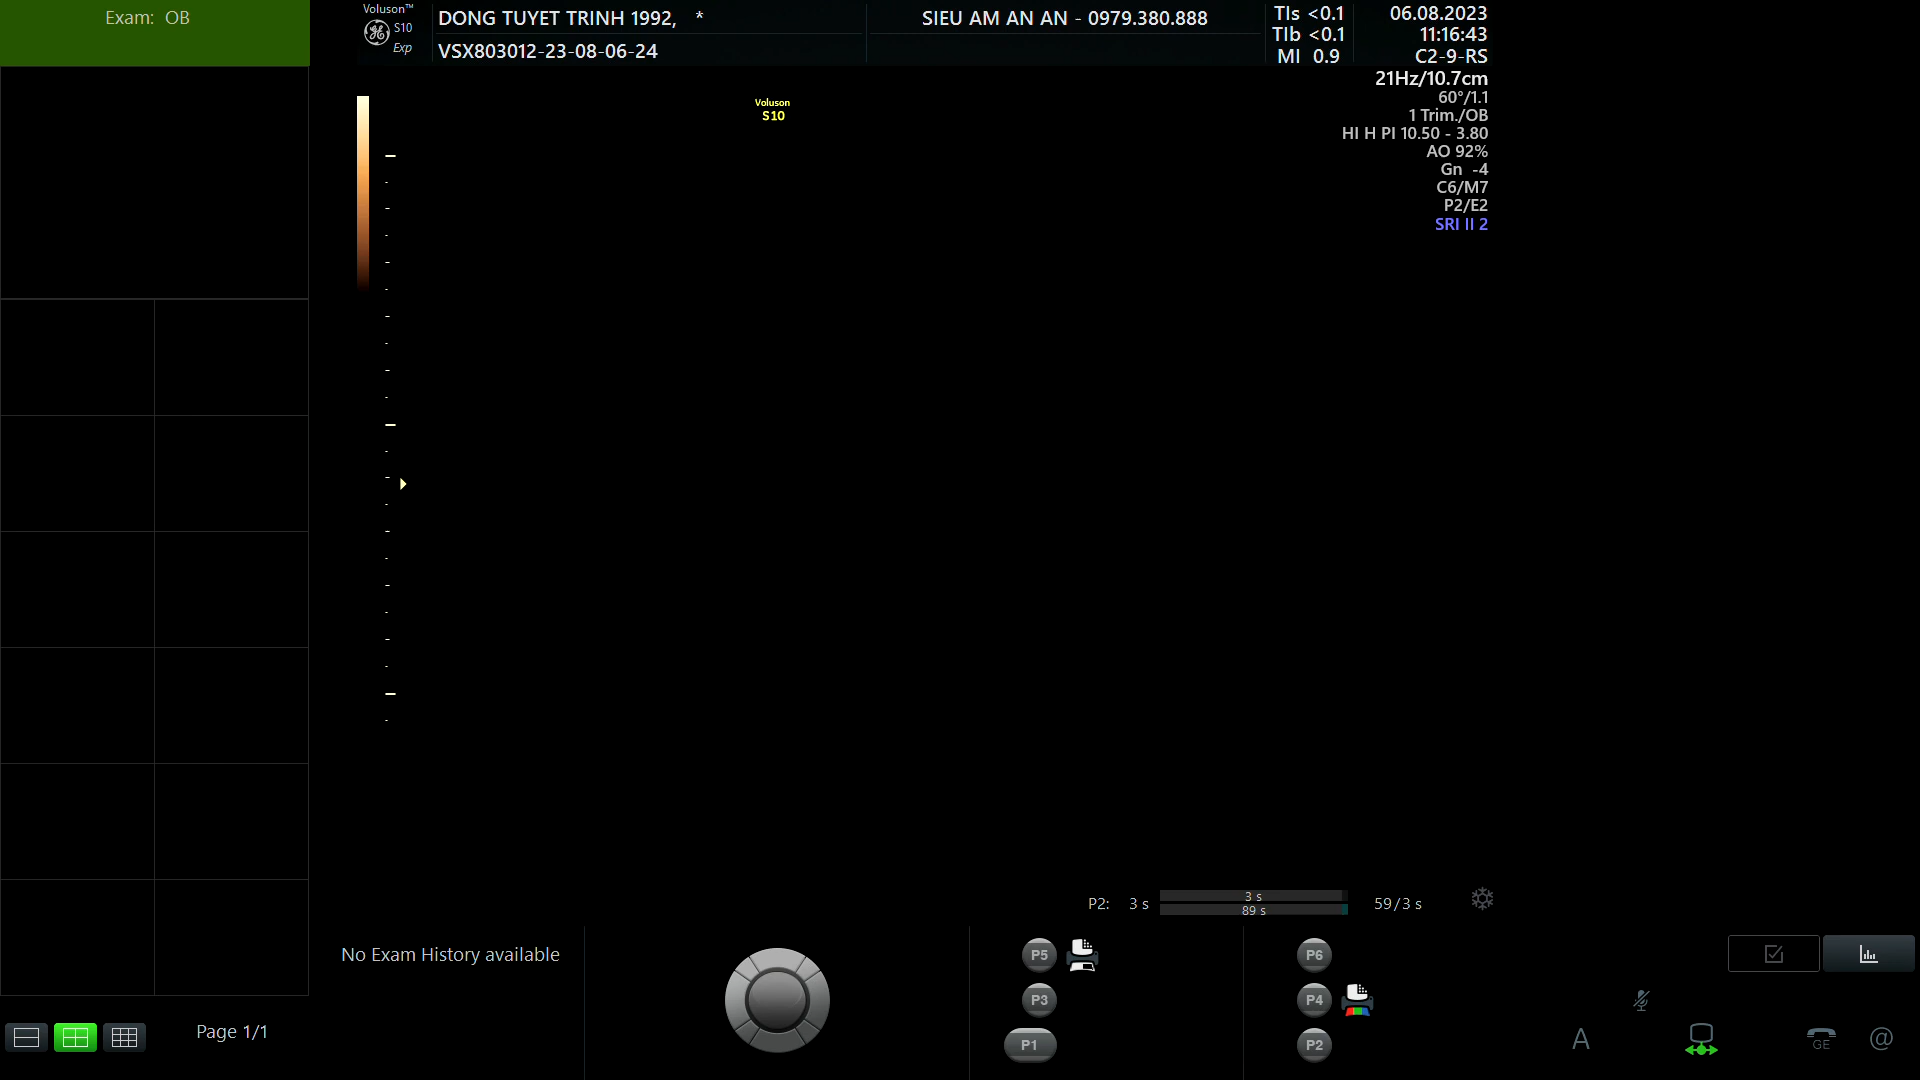 Exam: OB
Voluson™
S10
Exp
DONG TUYET TRINH 1992, *
VSX803012-23-08-06-24
SIEU AM AN AN - 0979.380.888
TIs <0.1
TIb <0.1
MI 0.9
06.08.2023
11:16:43
C2-9-RS
21Hz/10.7cm
60°/1.1
1 Trim./OB
HI H PI 10.50 - 3.80
AO 92%
Gn -4
C6/M7
P2/E2
SRI II 2
Voluson
S10
P2: 3 s
3 s
89 s
59/3 s
No Exam History available
P5
P3
P1
P6
P4
P2
Page 1/1
A
GE
@